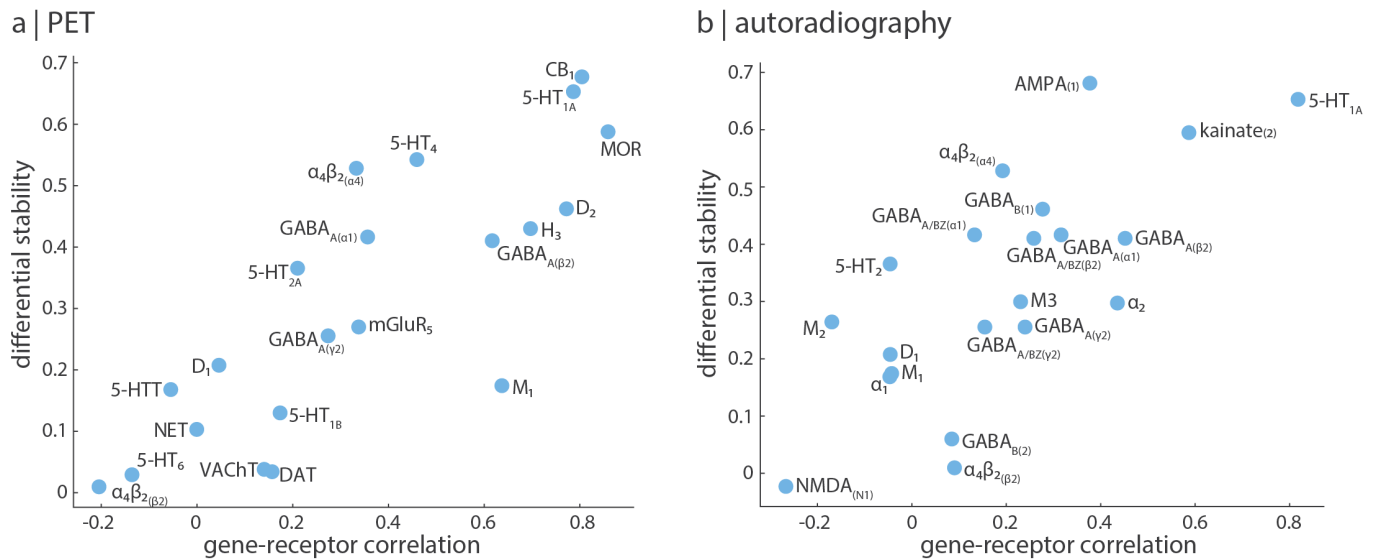 a | PET
differential stability
0.7
0.6
0.5
0.4
0.3
0.2
0.1
0
-0.2
0
0.2
0.4
0.6
0.8
gene-receptor correlation
CB₁
5-HT₁A
MOR
5-HT₄
α₄β₂(α4)
D₂
H₃
GABAA(α1)
GABAA(β2)
5-HT₂A
mGluR₅
GABAA(γ2)
D₁
M₁
5-HTT
5-HT₁B
NET
5-HT₆
VAChT
DAT
α₄β₂(β2)
b | autoradiography
differential stability
0.7
0.6
0.5
0.4
0.3
0.2
0.1
0
-0.2
0
0.2
0.4
0.6
0.8
gene-receptor correlation
AMPA(1)
5-HT₁A
kainate(2)
α₄β₂(α4)
GABAB(1)
GABAA/BZ(α1)
GABAA(α1)
GABAA(β2)
GABAA/BZ(β2)
5-HT₂
M3
α₂
M₂
GABAA(γ2)
GABAA/BZ(γ2)
D₁
M₁
α₁
GABAB(2)
α₄β₂(β2)
NMDA(N1)